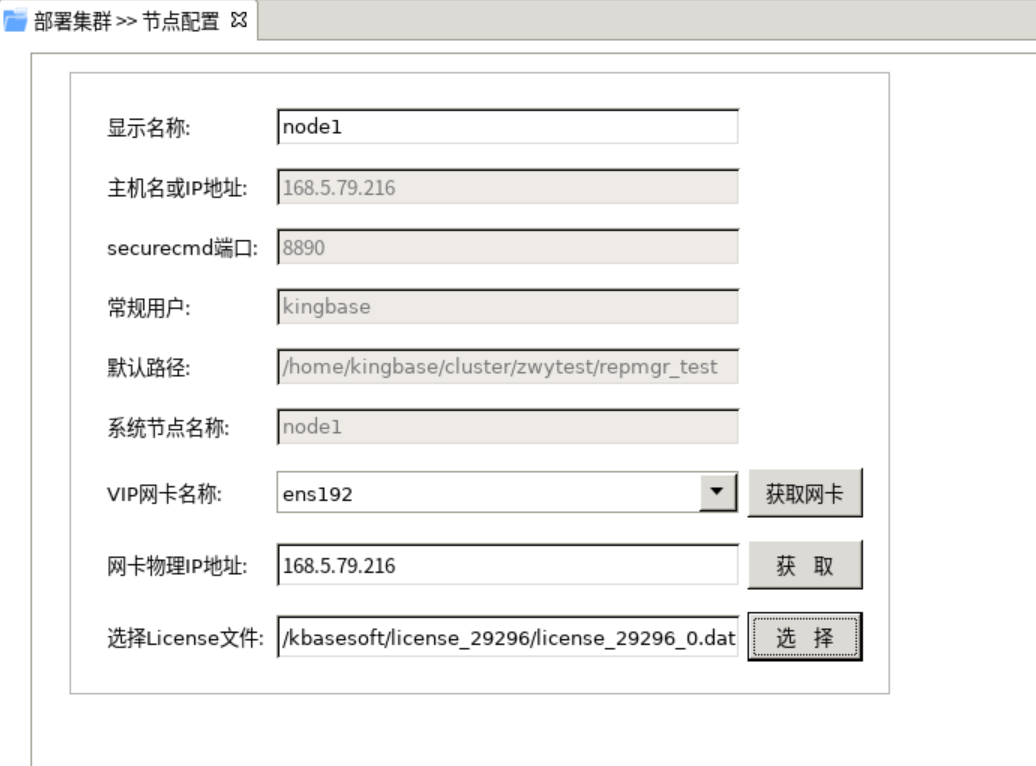 部署集群 >> 节点配置
显示名称: node1
主机名或IP地址: 168.5.79.216
securecmd端口: 8890
常规用户: kingbase
默认路径: /home/kingbase/cluster/zwytest/repmgr_test
系统节点名称: node1
VIP网卡名称: ens192 获取网卡
网卡物理IP地址: 168.5.79.216 获 取
选择License文件: /kbasesoft/license_29296/license_29296_0.dat 选 择